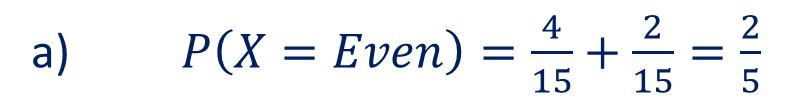 a) P(X = Even) = 4/15 + 2/15 = 2/5